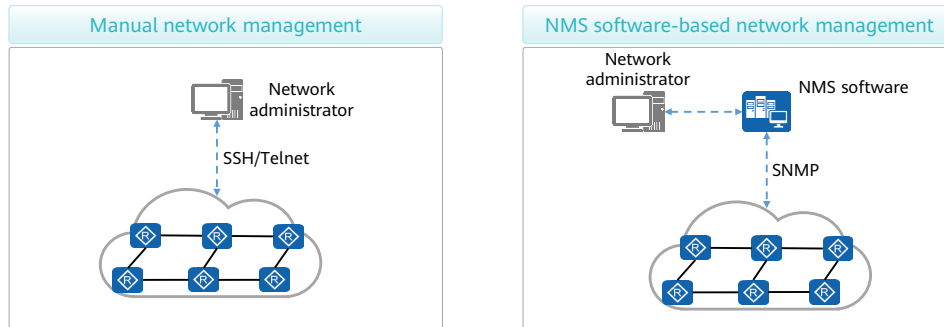 Manual network management
Network
administrator
SSH/Telnet
R R R
R R R
NMS software-based network management
Network
administrator
NMS software
SNMP
R R R
R R R